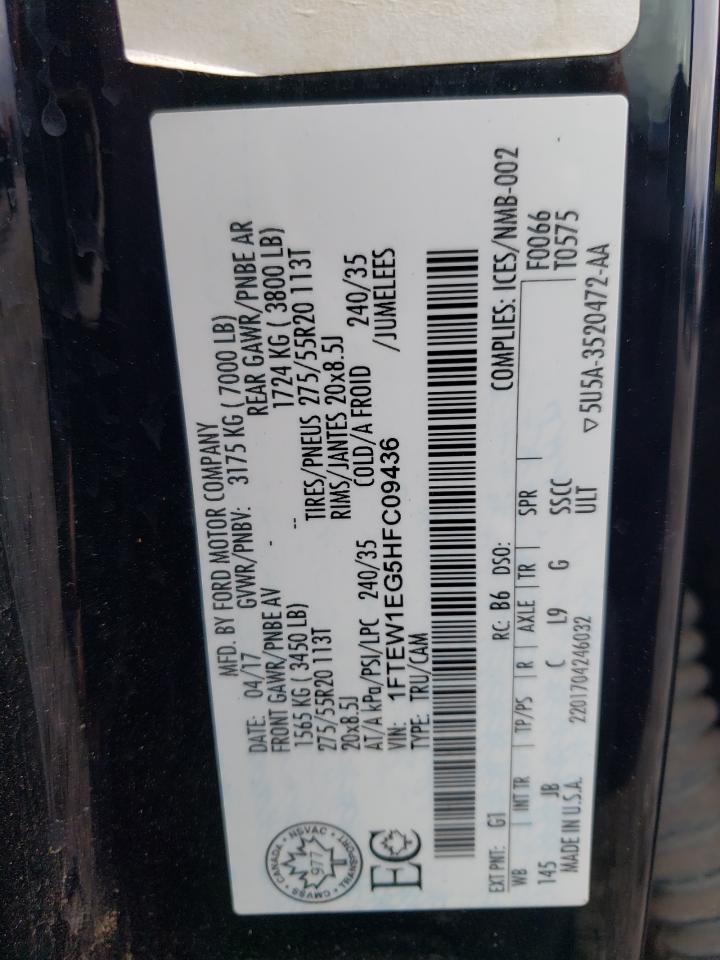 MFD. BY FORD MOTOR COMPANY
DATE: 04/17 GVWR/PNBV: 3175 KG ( 7000 LB)
FRONT GAWR/PNBE AV - REAR GAWR/PNBE AR
1565 KG ( 3450 LB) -- 1724 KG ( 3800 LB)
275/55R20 113T TIRES/PNEUS 275/55R20 113T
20x8.5J RIMS/JANTES 20x8.5J
AT/A kPa/PSI/LPC 240/35 COLD/A FROID 240/35
VIN: 1FTEW1EG5HFC09436 /JUMELEES
TYPE: TRU/CAM
CANADA · NSVAC · TRANSPORT · CMVSS
977
EC
COMPLIES: ICES/NMB-002
EXT PNT: G1 RC: B6 DSO: F0066
WB | INT TR | TP/PS | R | AXLE | TR | SPR | T0575
145 JB C L9 G SSCC
MADE IN U.S.A. 2201704246032 ULT ▽5U5A-3520472-AA